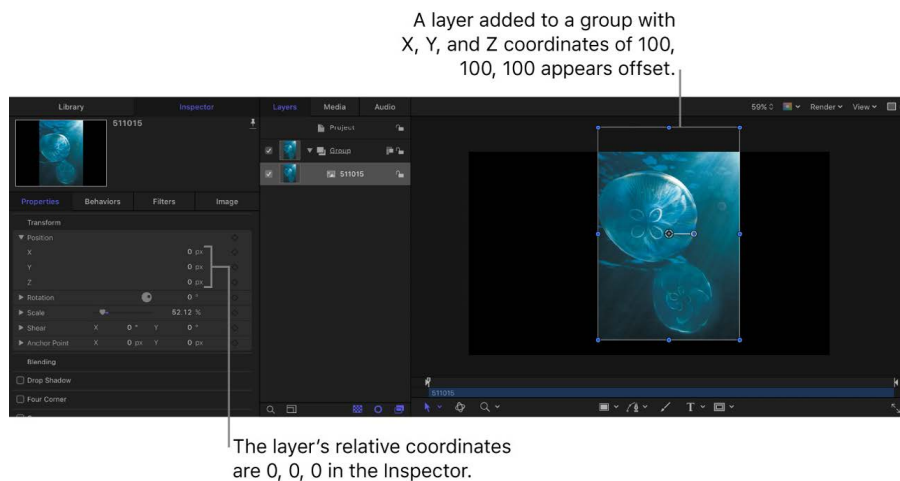 A layer added to a group with
X, Y, and Z coordinates of 100,
100, 100 appears offset.
Library Inspector Layers Media Audio 59% Render View
511015
Project
Group
511015
Properties Behaviors Filters Image
Transform
Position
X 0 px
Y 0 px
Z 0 px
Rotation 0 °
Scale 52.12 %
Shear X 0 ° Y 0 °
Anchor Point X 0 px Y 0 px
Blending
Drop Shadow
511015
Four Corner
T
The layer’s relative coordinates
are 0, 0, 0 in the Inspector.